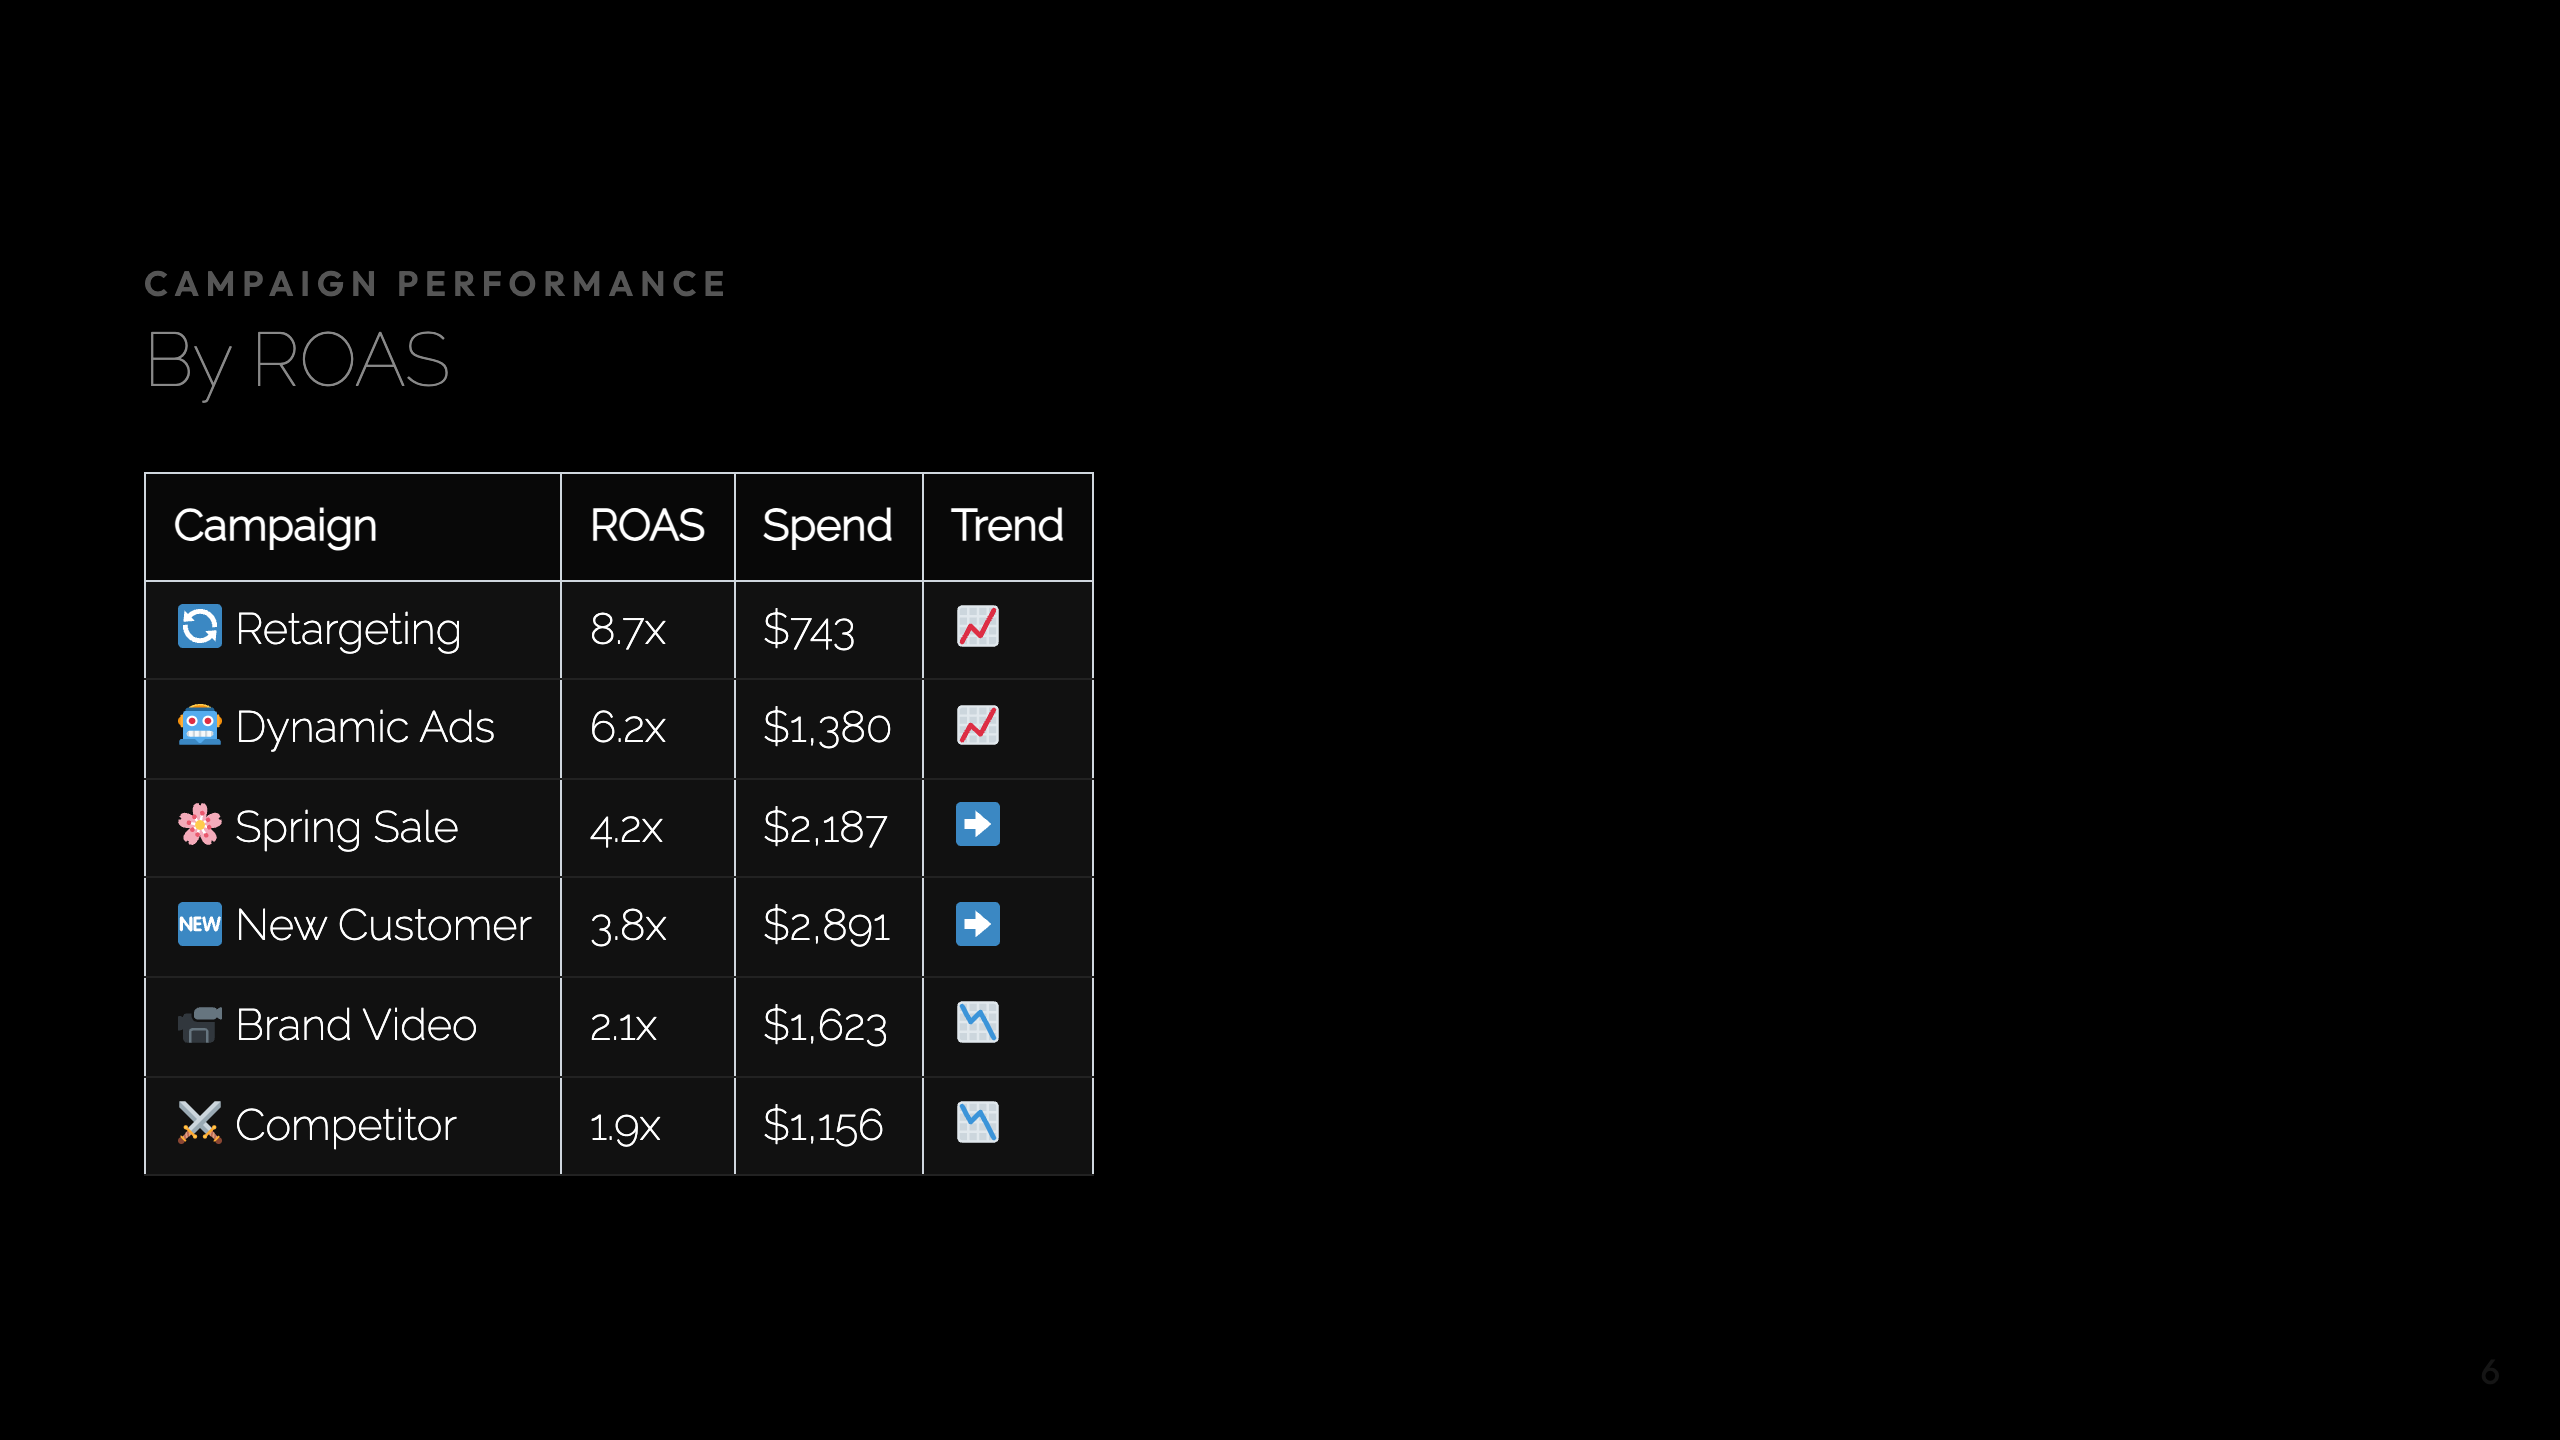 CAMPAIGN PERFORMANCE
By ROAS
Campaign ROAS Spend Trend
Retargeting 8.7x $743
Dynamic Ads 6.2x $1,380
Spring Sale 4.2x $2,187
NEW New Customer 3.8x $2,891
Brand Video 2.1x $1,623
Competitor 1.9x $1,156
6